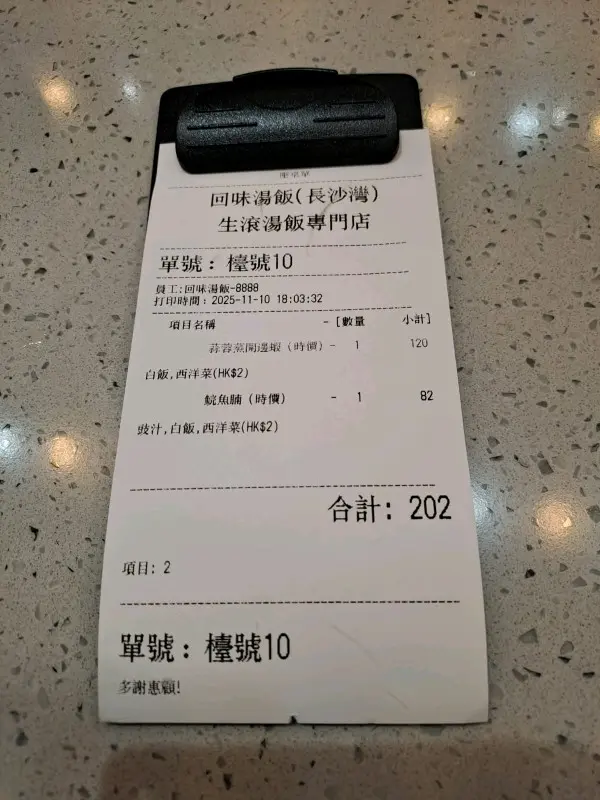 座枱單
回味湯飯(長沙灣)
生滾湯飯專門店
單號：檯號10
員工:回味湯飯-8888
打印時間：2025-11-10 18:03:32
項目名稱 - [數量 小計]
蒜蓉蒸開邊蝦（時價）- 1 120
白飯,西洋菜(HK$2)
鯇魚腩（時價） - 1 82
豉汁,白飯,西洋菜(HK$2)
合計: 202
項目: 2
單號：檯號10
多謝惠顧!